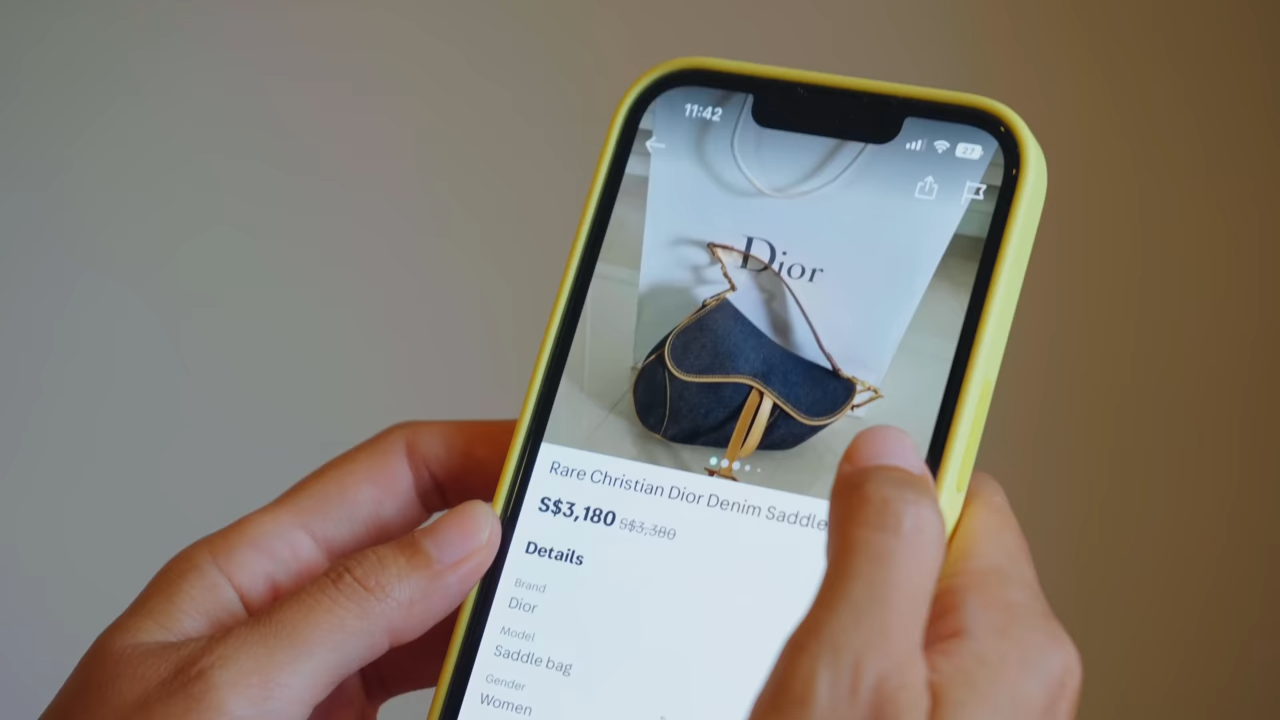 11:42
27
Dior
Rare Christian Dior Denim Saddle
S$3,180 S$3,380
Details
Brand
Dior
Model
Saddle bag
Gender
Women